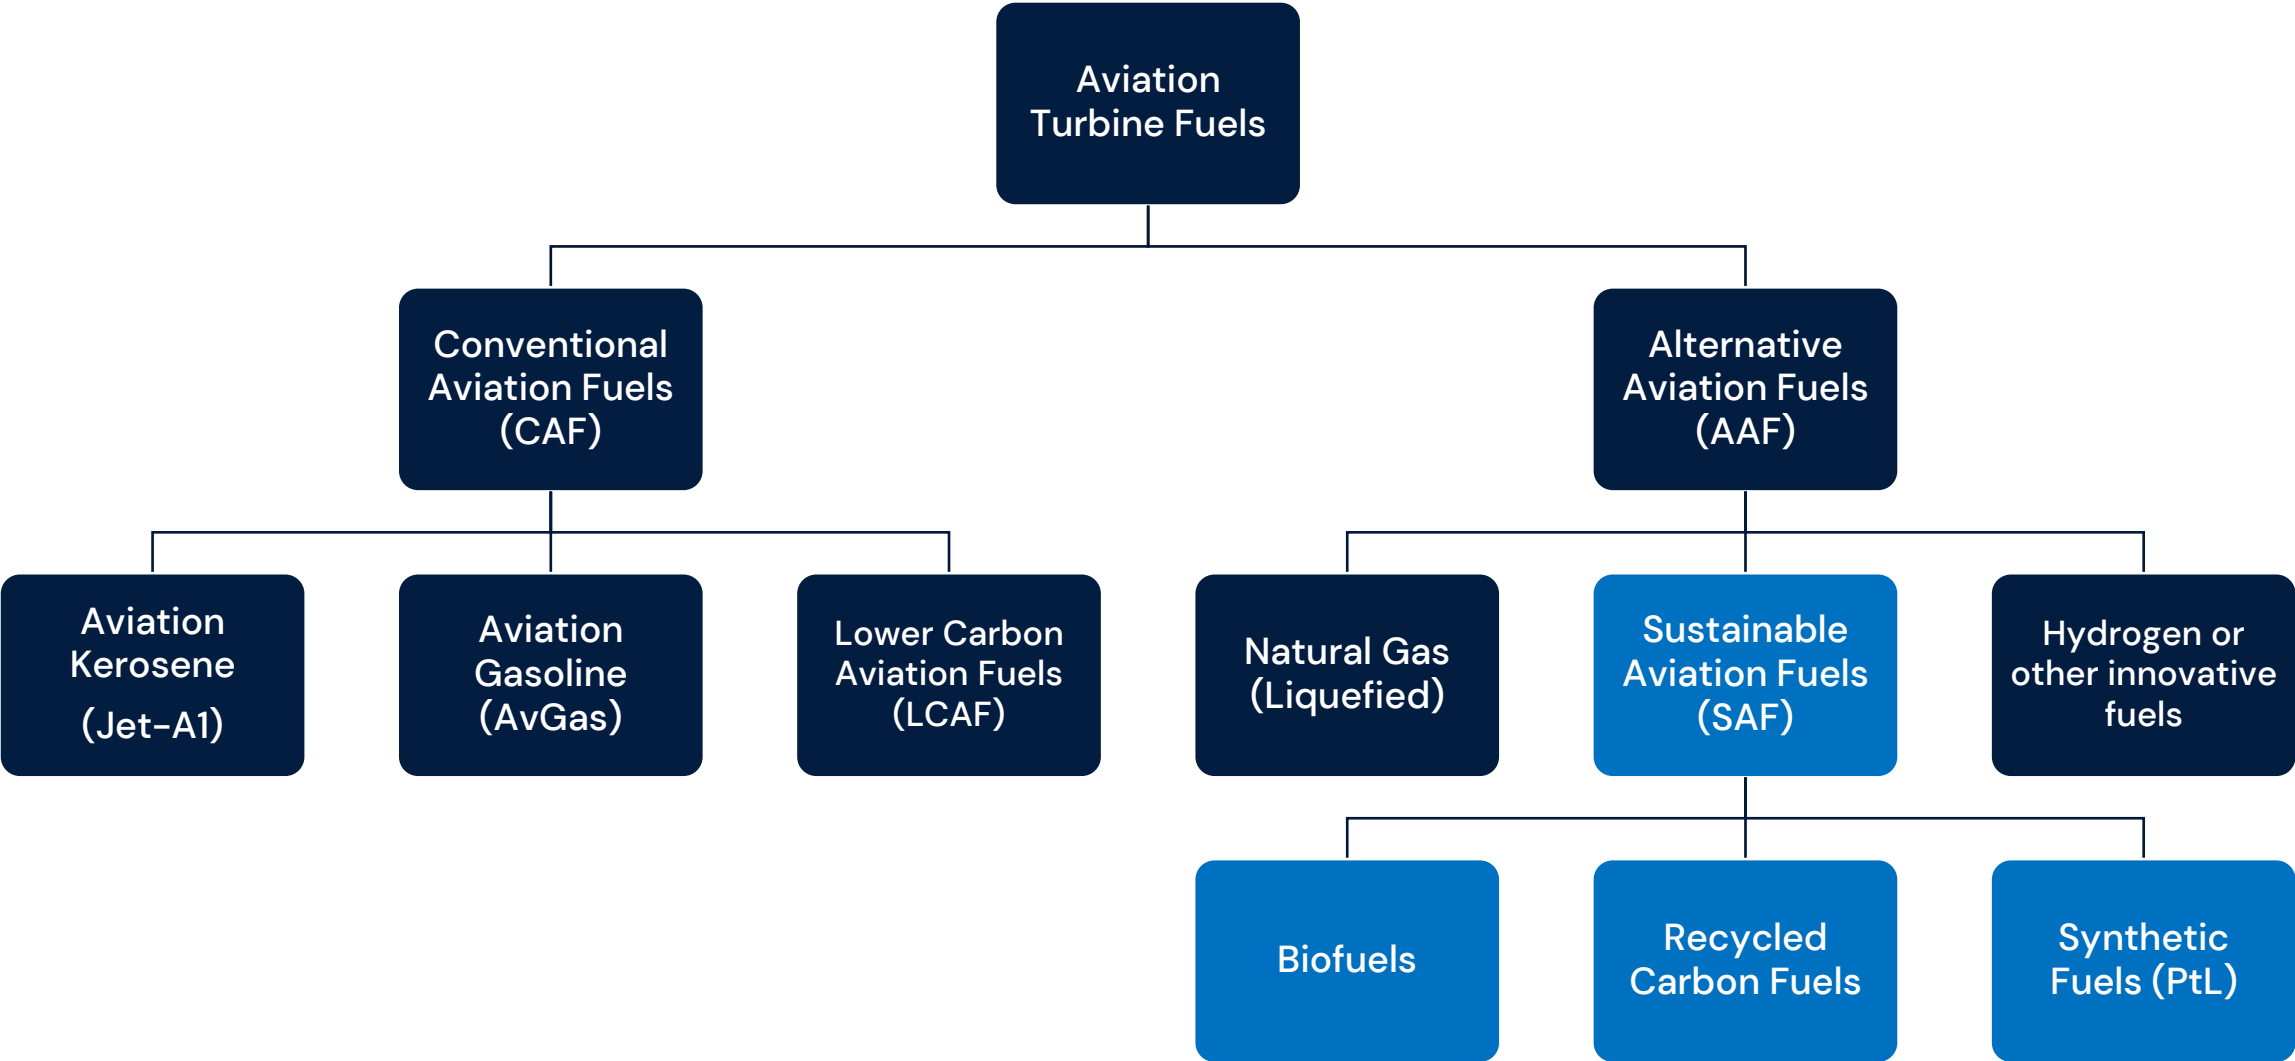 Aviation
Turbine Fuels
Conventional
Aviation Fuels
(CAF)
Alternative
Aviation Fuels
(AAF)
Aviation
Kerosene
(Jet-A1)
Aviation
Gasoline
(AvGas)
Lower Carbon
Aviation Fuels
(LCAF)
Natural Gas
(Liquefied)
Sustainable
Aviation Fuels
(SAF)
Hydrogen or
other innovative
fuels
Biofuels
Recycled
Carbon Fuels
Synthetic
Fuels (PtL)